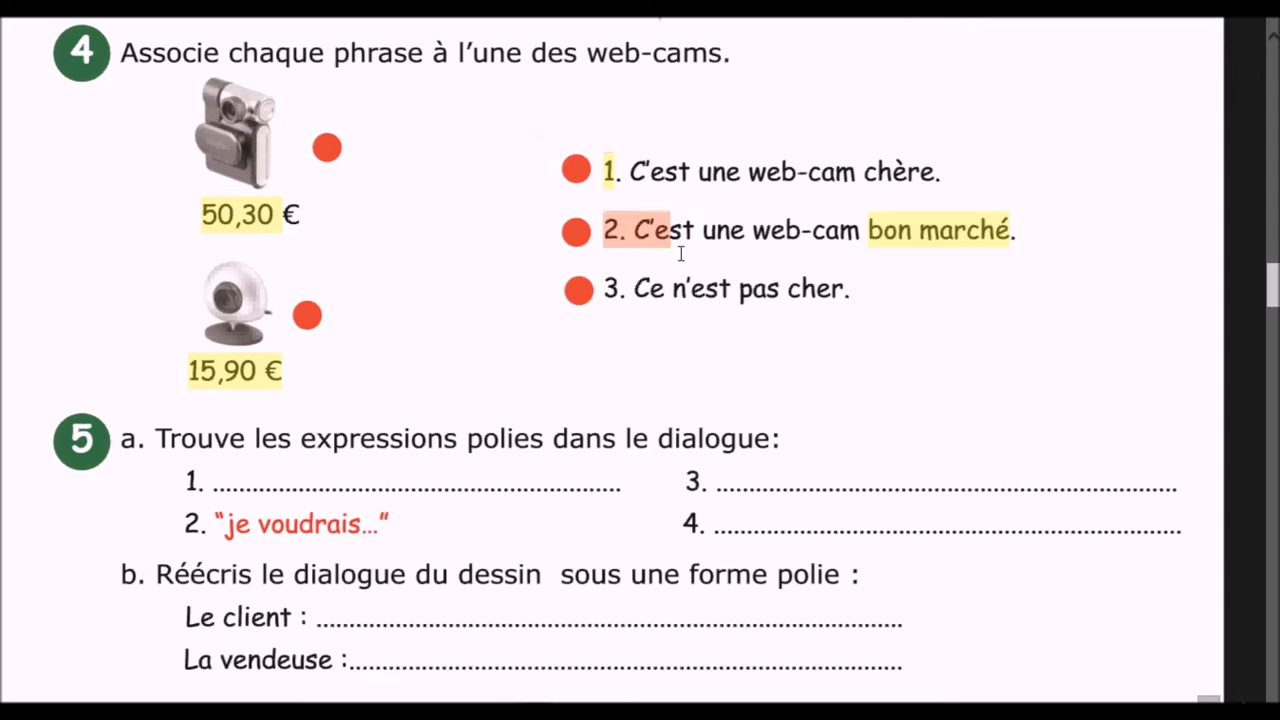 4 Associe chaque phrase à l'une des web-cams.
50,30 €
15,90 €
1. C'est une web-cam chère.
2. C'est une web-cam bon marché.
3. Ce n'est pas cher.
5 a. Trouve les expressions polies dans le dialogue:
1. ............................................................... 3. .......................................................................
2. “je voudrais...” 4. ........................................................................
b. Réécris le dialogue du dessin sous une forme polie :
Le client : ..........................................................................................
La vendeuse :.....................................................................................